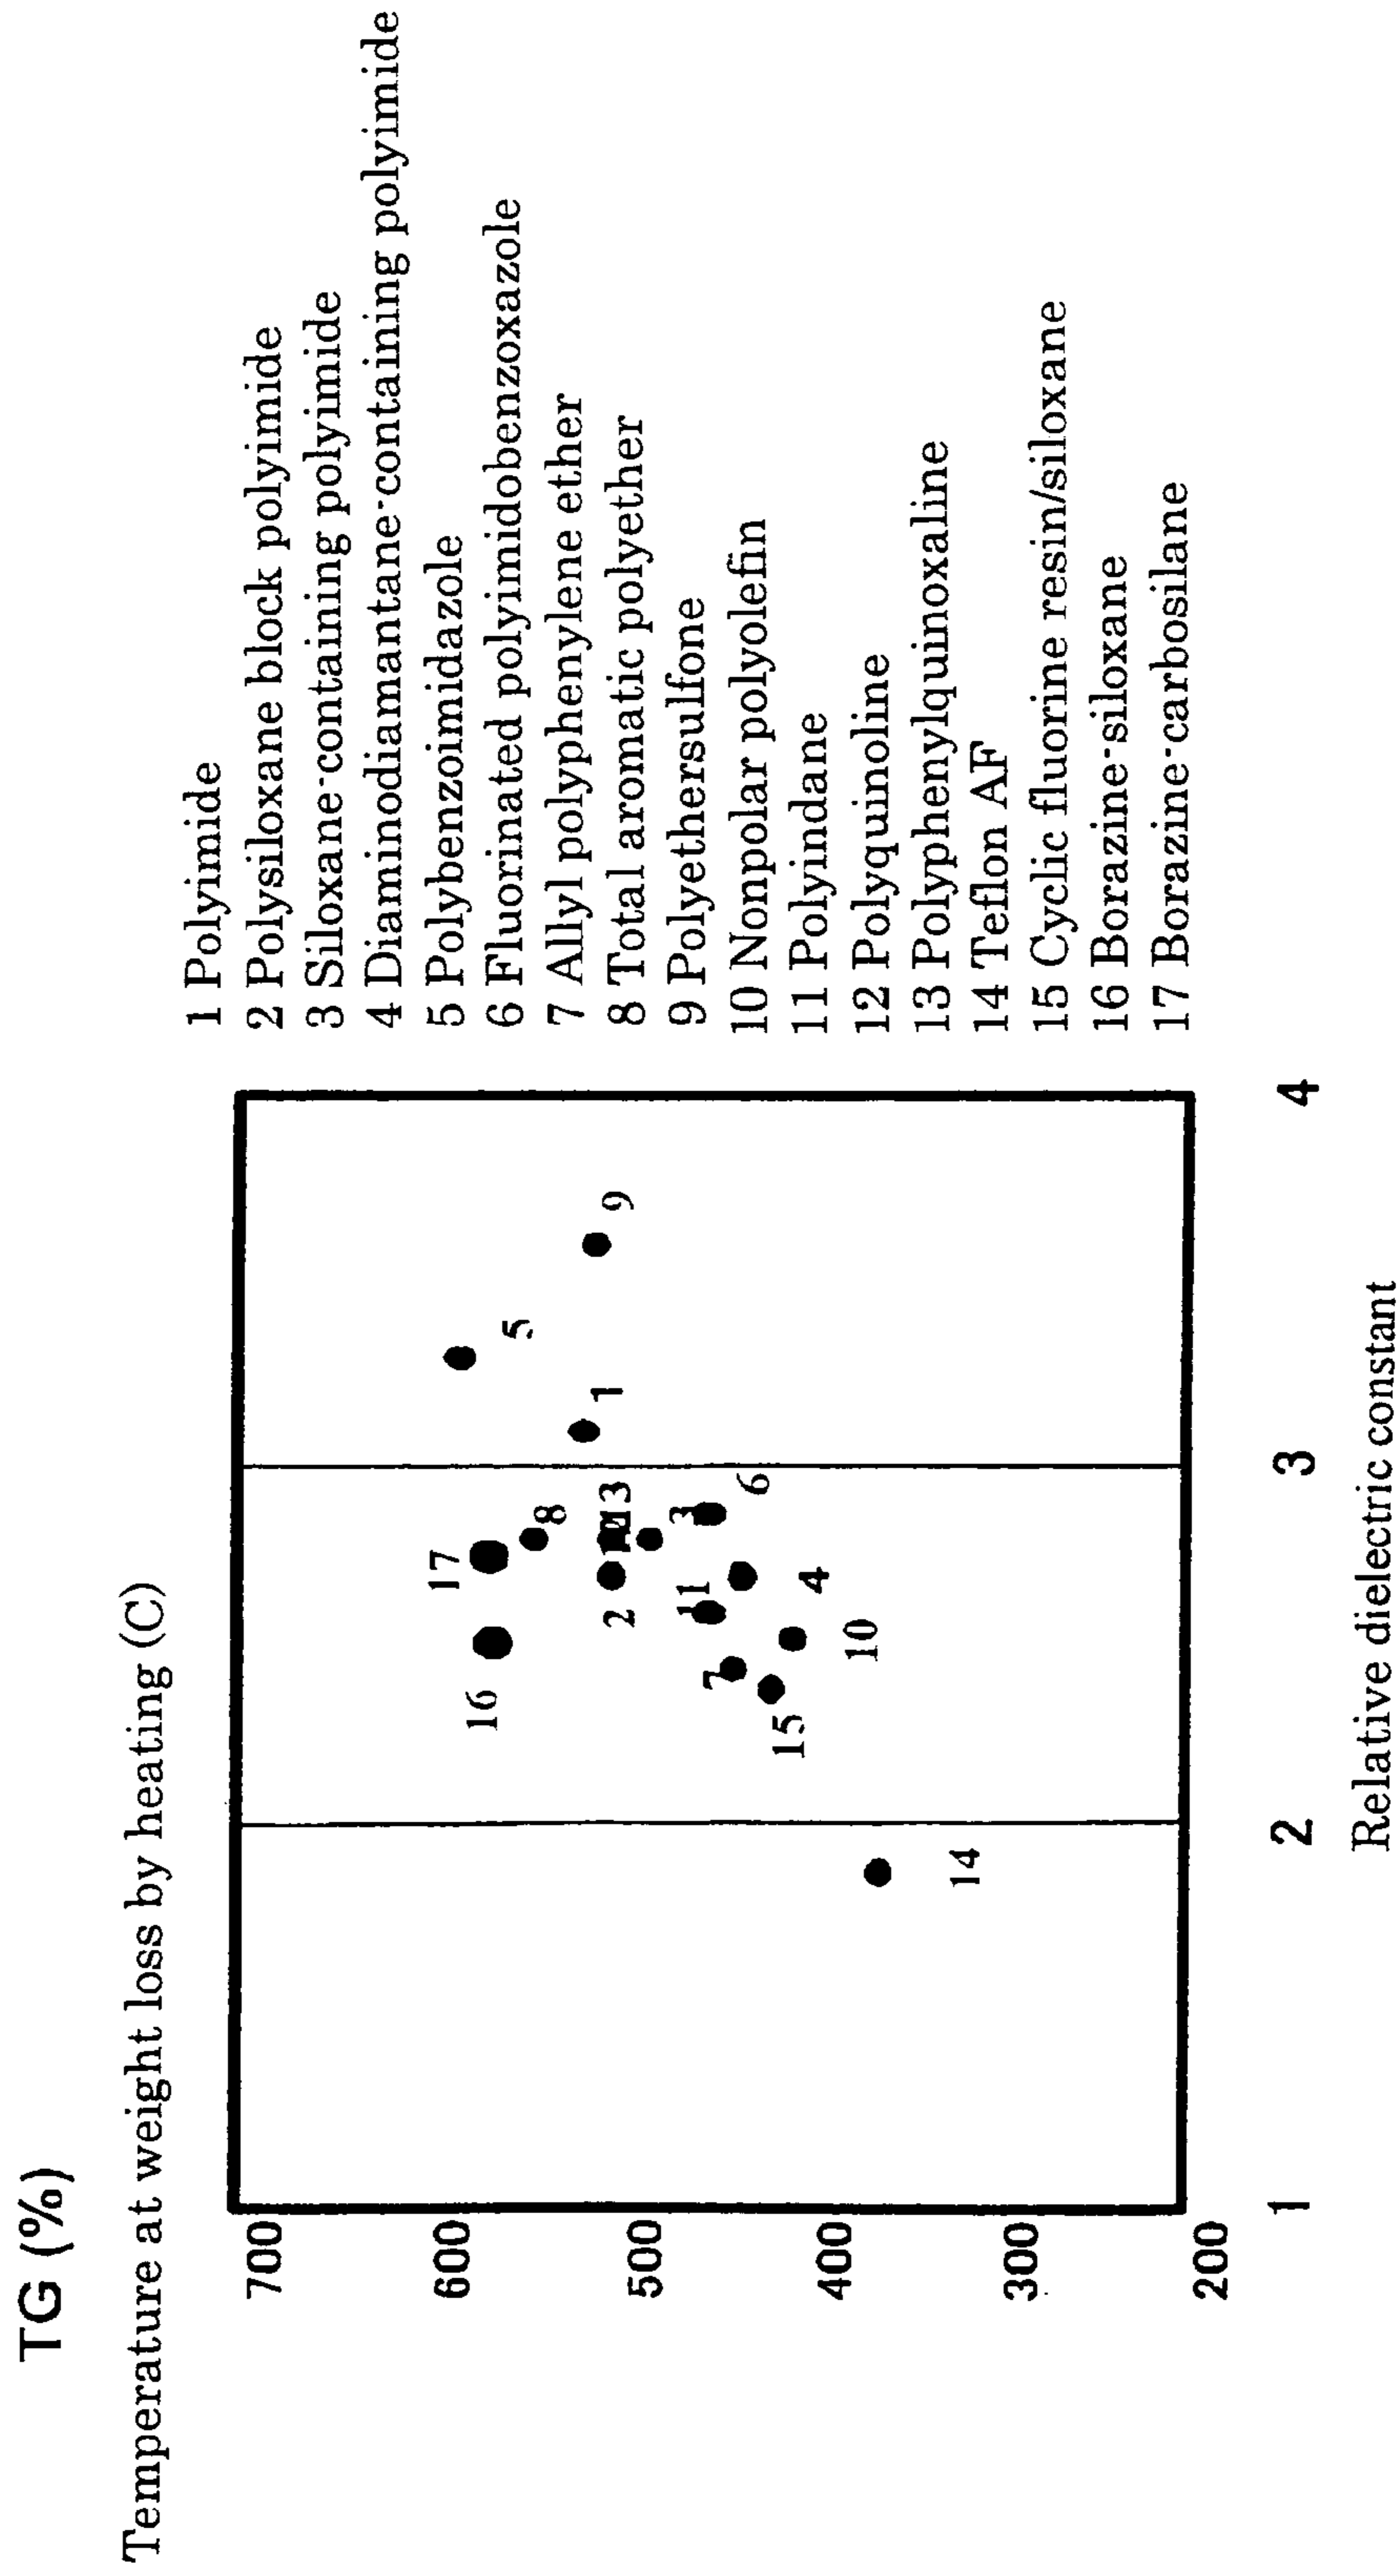 TG (%)
Temperature at weight loss by heating (C)
700
600
500
400
300
200
1
2
3
4
Relative dielectric constant
17
8
16
2
13
3
6
11
4
7
10
15
14
1
5
9
1 Polyimide
2 Polysiloxane block polyimide
3 Siloxane-containing polyimide
4 Diaminodiamantane-containing polyimide
5 Polybenzoimidazole
6 Fluorinated polyimidobenzoxazole
7 Allyl polyphenylene ether
8 Total aromatic polyether
9 Polyethersulfone
10 Nonpolar polyolefin
11 Polyindane
12 Polyquinoline
13 Polyphenylquinoxaline
14 Teflon AF
15 Cyclic fluorine resin/siloxane
16 Borazine-siloxane
17 Borazine-carbosilane